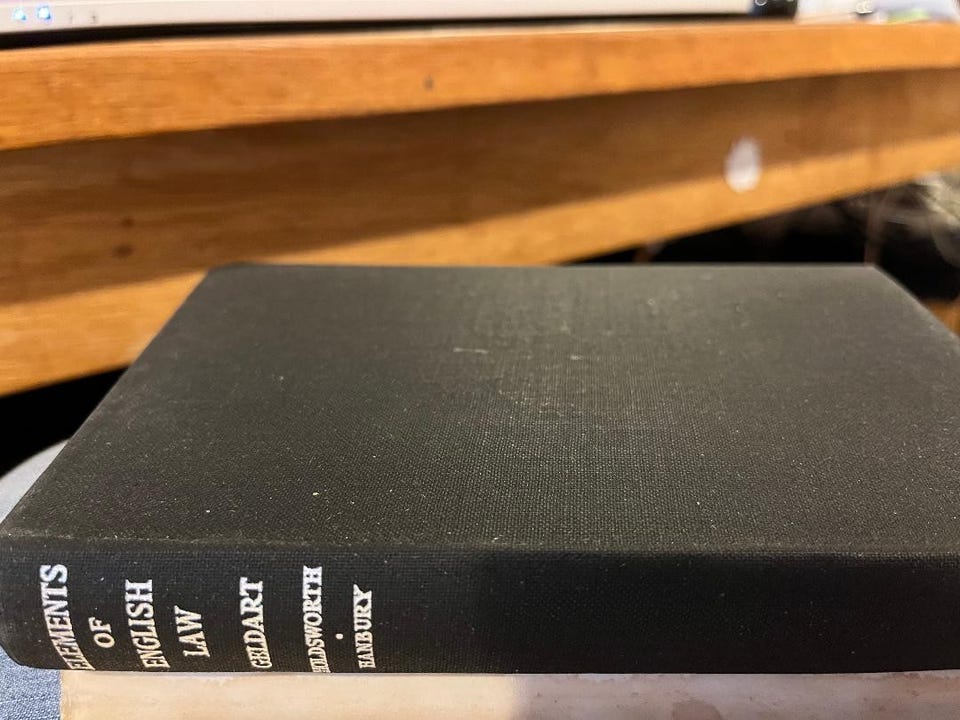 ELEMENTS
OF
ENGLISH
LAW
GELDART
HOLDSWORTH
·
HANBURY